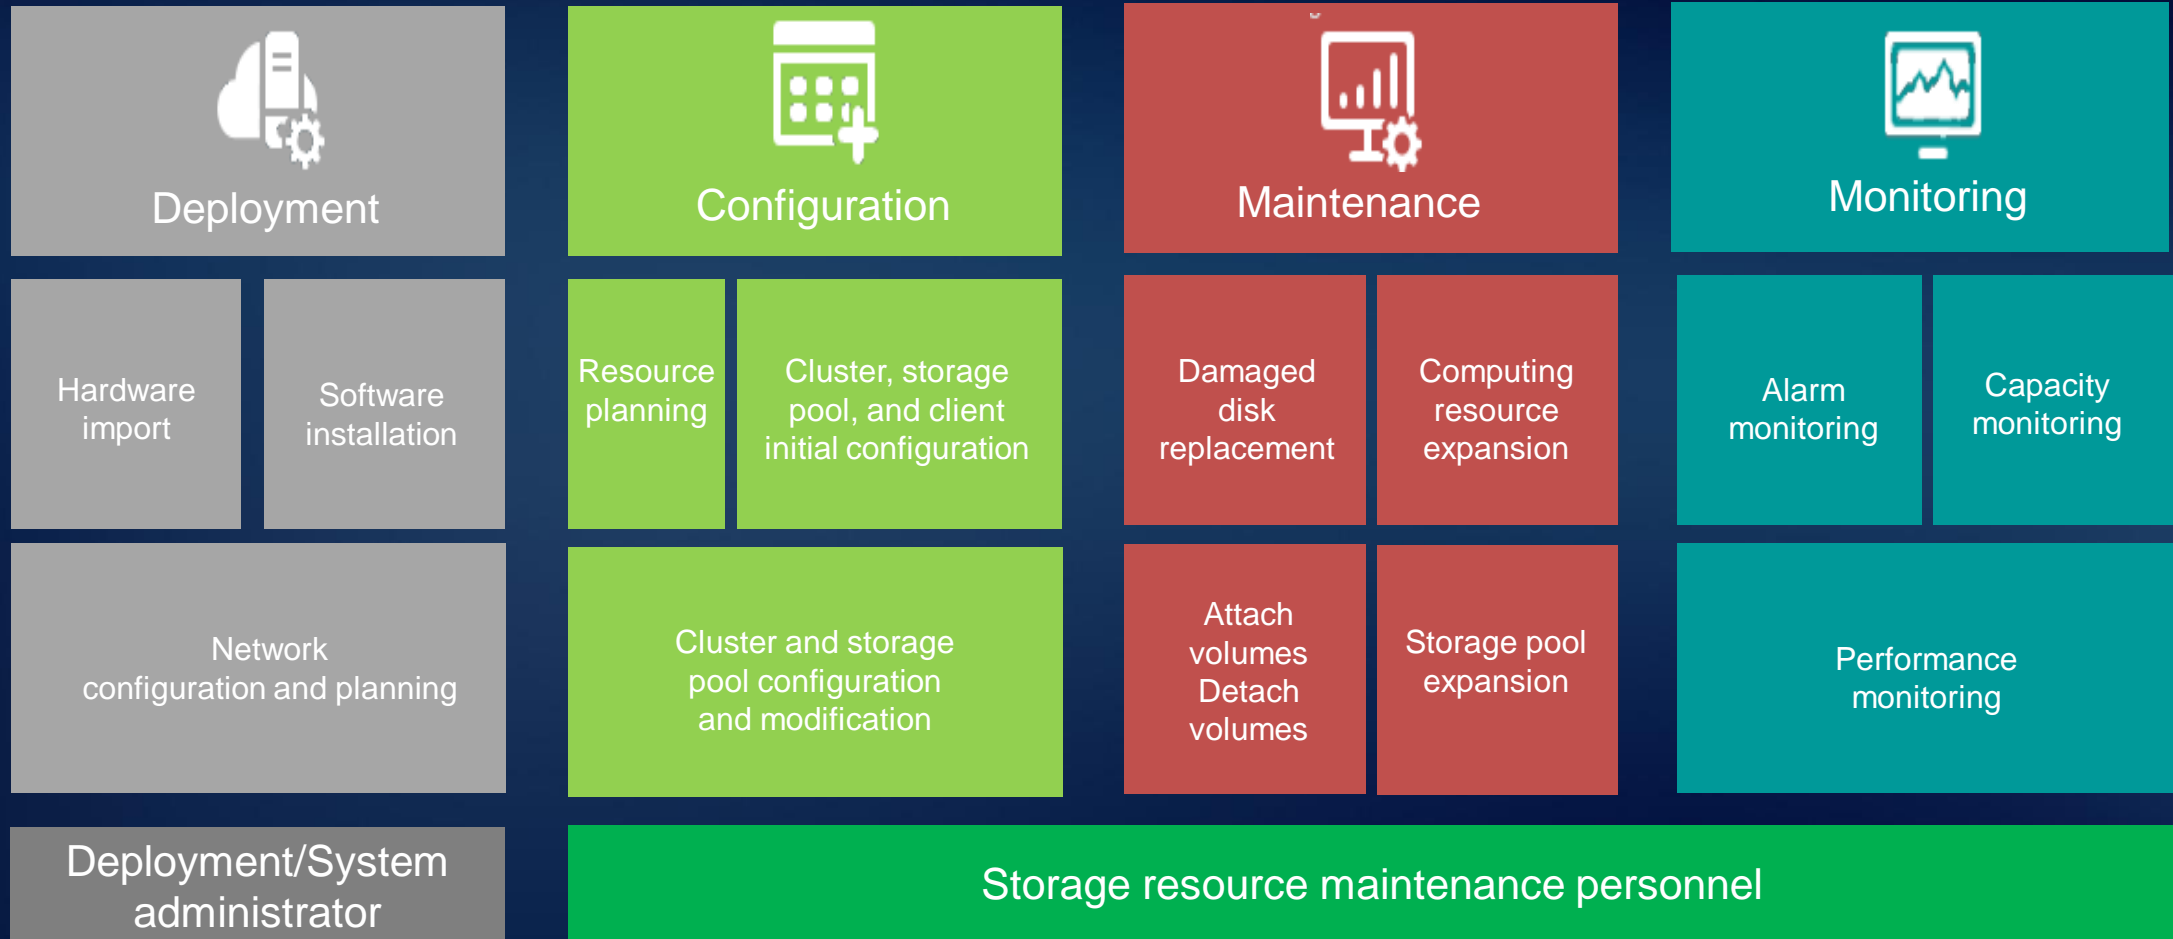 Deployment
Configuration
Maintenance
Monitoring
Hardware
import
Software
installation
Resource
planning
Cluster, storage
pool, and client
initial configuration
Damaged
disk
replacement
Computing
resource
expansion
Alarm
monitoring
Capacity
monitoring
Network
configuration and planning
Cluster and storage
pool configuration
and modification
Attach
volumes
Detach
volumes
Storage pool
expansion
Performance
monitoring
Deployment/System
administrator
Storage resource maintenance personnel